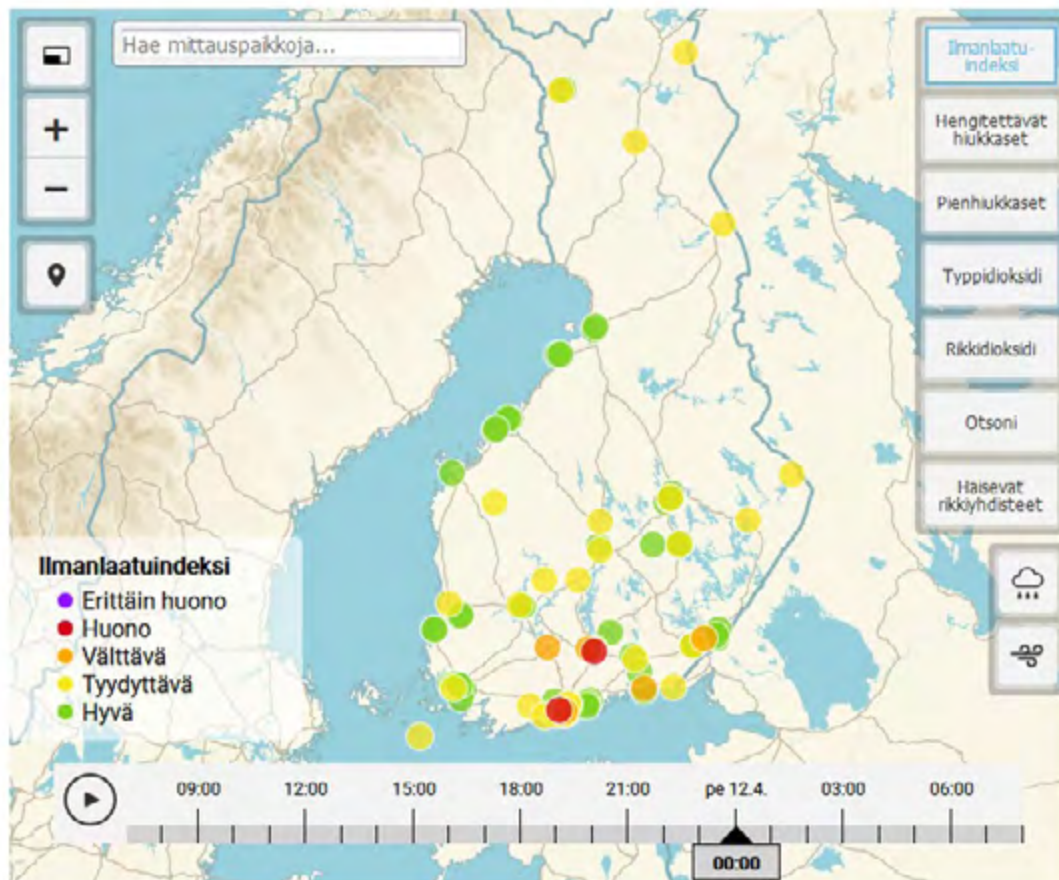 Hae mittauspaikkoja...
+
−
Ilmanlaatu-
indeksi
Hengitettävät
hiukkaset
Pienhiukkaset
Typpidioksidi
Rikkidioksidi
Otsoni
Haisevat
rikkiyhdisteet
Ilmanlaatuindeksi
Erittäin huono
Huono
Välttävä
Tyydyttävä
Hyvä
09:00 12:00 15:00 18:00 21:00 pe 12.4. 03:00 06:00
00:00